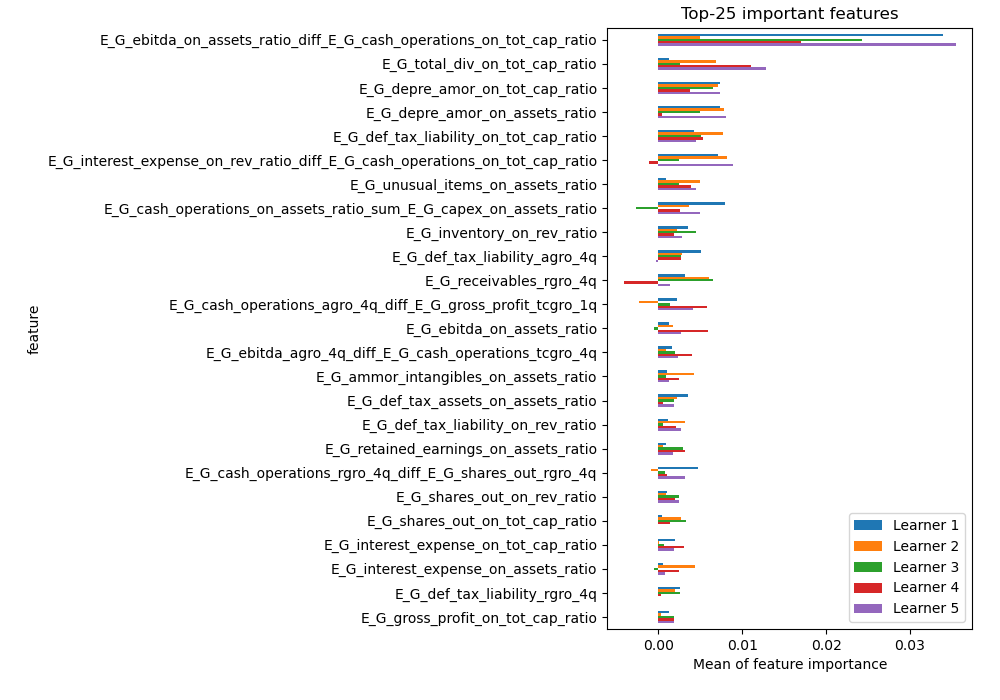 Top-25 important features
E_G_ebitda_on_assets_ratio_diff_E_G_cash_operations_on_tot_cap_ratio
E_G_total_div_on_tot_cap_ratio
E_G_depre_amor_on_tot_cap_ratio
E_G_depre_amor_on_assets_ratio
E_G_def_tax_liability_on_tot_cap_ratio
E_G_interest_expense_on_rev_ratio_diff_E_G_cash_operations_on_tot_cap_ratio
E_G_unusual_items_on_assets_ratio
E_G_cash_operations_on_assets_ratio_sum_E_G_capex_on_assets_ratio
E_G_inventory_on_rev_ratio
E_G_def_tax_liability_agro_4q
E_G_receivables_rgro_4q
E_G_cash_operations_agro_4q_diff_E_G_gross_profit_tcgro_1q
E_G_ebitda_on_assets_ratio
E_G_ebitda_agro_4q_diff_E_G_cash_operations_tcgro_4q
E_G_ammor_intangibles_on_assets_ratio
E_G_def_tax_assets_on_assets_ratio
E_G_def_tax_liability_on_rev_ratio
E_G_retained_earnings_on_assets_ratio
E_G_cash_operations_rgro_4q_diff_E_G_shares_out_rgro_4q
E_G_shares_out_on_rev_ratio
E_G_shares_out_on_tot_cap_ratio
E_G_interest_expense_on_tot_cap_ratio
E_G_interest_expense_on_assets_ratio
E_G_def_tax_liability_rgro_4q
E_G_gross_profit_on_tot_cap_ratio
feature
Learner 1
Learner 2
Learner 3
Learner 4
Learner 5
0.00 0.01 0.02 0.03
Mean of feature importance